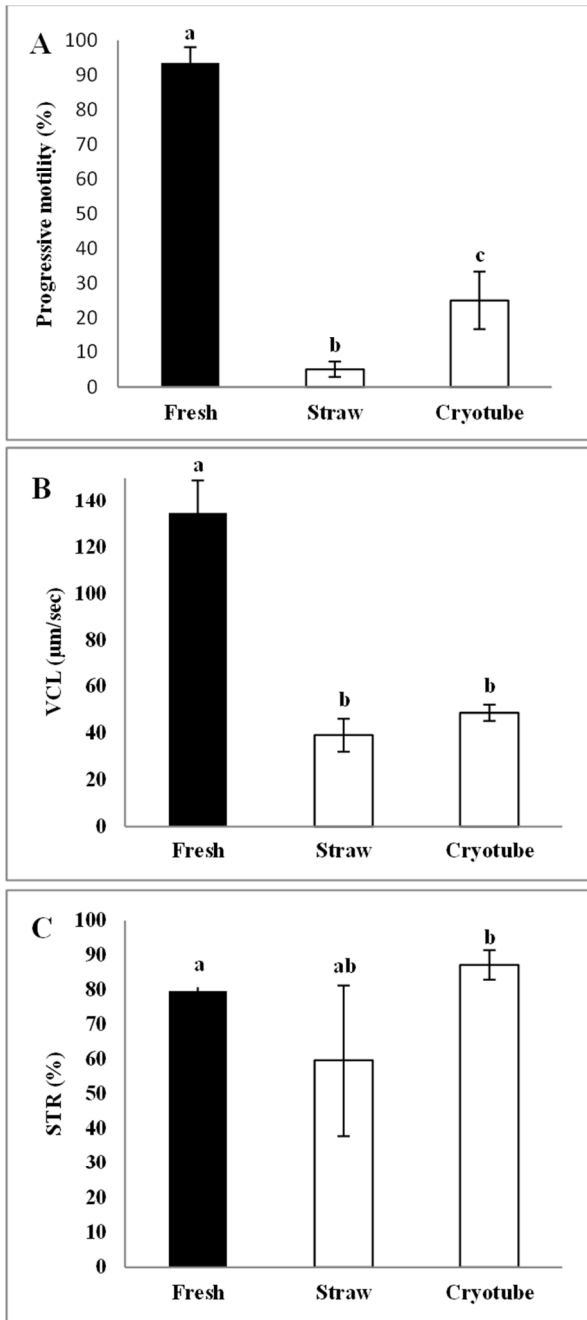 A
Progressive motility (%)
100
90
80
70
60
50
40
30
20
10
0
a
b
c
Fresh Straw Cryotube
B
VCL (µm/sec)
140
120
100
80
60
40
20
0
a
b
b
Fresh Straw Cryotube
C
STR (%)
100
90
80
70
60
50
40
30
20
10
0
a
ab
b
Fresh Straw Cryotube